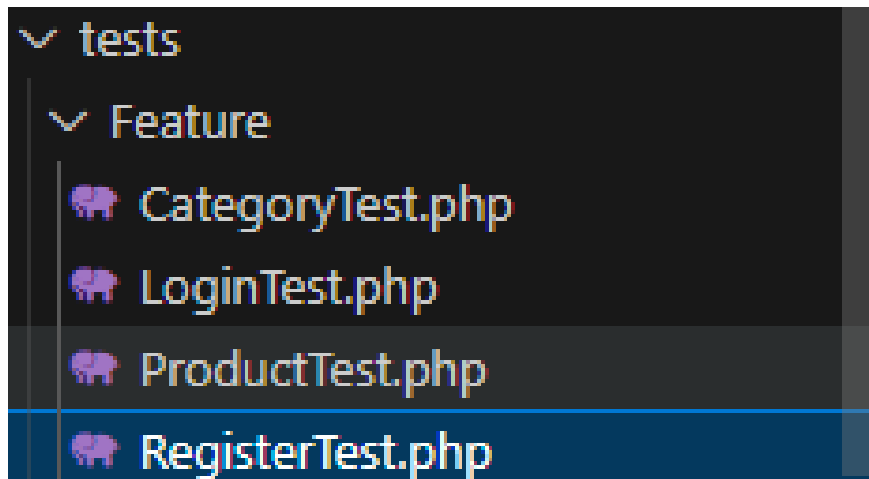 tests
Feature
CategoryTest.php
LoginTest.php
ProductTest.php
RegisterTest.php